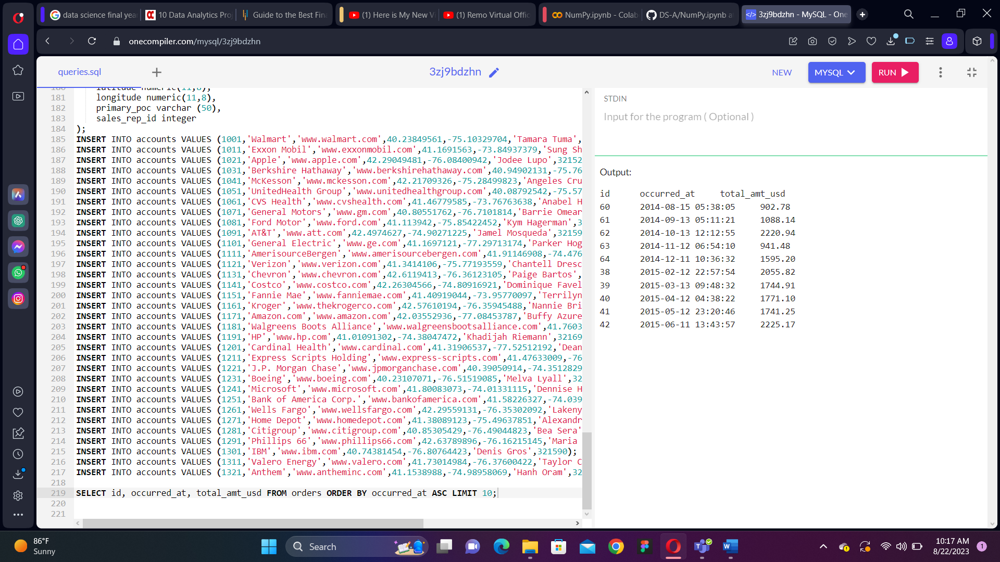 data science final yea
10 Data Analytics Proj
Guide to the Best Fina
(1) Here is My New Vi
(1) Remo Virtual Offic
NumPy.ipynb - Colab
DS-A/NumPy.ipynb a
3zj9bdzhn - MySQL - One
onecompiler.com/mysql/3zj9bdzhn
queries.sql
3zj9bdzhn
NEW
MYSQL
RUN
180 latitude numeric(11,8),
181 longitude numeric(11,8),
182 primary_poc varchar (50),
183 sales_rep_id integer
184 );
185 INSERT INTO accounts VALUES (1001,'Walmart','www.walmart.com',40.23849561,-75.10329704,'Tamara Tuma',
186 INSERT INTO accounts VALUES (1011,'Exxon Mobil','www.exxonmobil.com',41.1691563,-73.84937379,'Sung Sh
187 INSERT INTO accounts VALUES (1021,'Apple','www.apple.com',42.29049481,-76.08400942,'Jodee Lupo',32152
188 INSERT INTO accounts VALUES (1031,'Berkshire Hathaway','www.berkshirehathaway.com',40.94902131,-75.76
189 INSERT INTO accounts VALUES (1041,'McKesson','www.mckesson.com',42.21709326,-75.28499823,'Angeles Cru
190 INSERT INTO accounts VALUES (1051,'UnitedHealth Group','www.unitedhealthgroup.com',40.08792542,-75.57
191 INSERT INTO accounts VALUES (1061,'CVS Health','www.cvshealth.com',41.46779585,-73.76763638,'Anabel H
192 INSERT INTO accounts VALUES (1071,'General Motors','www.gm.com',40.80551762,-76.7101814,'Barrie Omear
193 INSERT INTO accounts VALUES (1081,'Ford Motor','www.ford.com',41.113942,-75.85422452,'Kym Hagerman',3
194 INSERT INTO accounts VALUES (1091,'AT&T','www.att.com',42.4974627,-74.90271225,'Jamel Mosqueda',32159
195 INSERT INTO accounts VALUES (1101,'General Electric','www.ge.com',41.1697121,-77.29713174,'Parker Hog
196 INSERT INTO accounts VALUES (1111,'AmerisourceBergen','www.amerisourcebergen.com',41.91146908,-74.476
197 INSERT INTO accounts VALUES (1121,'Verizon','www.verizon.com',41.3414106,-75.77193559,'Chantell Dresc
198 INSERT INTO accounts VALUES (1131,'Chevron','www.chevron.com',42.6119413,-76.36123105,'Paige Bartos',
199 INSERT INTO accounts VALUES (1141,'Costco','www.costco.com',42.26304566,-74.80916921,'Dominique Favel
200 INSERT INTO accounts VALUES (1151,'Fannie Mae','www.fanniemae.com',41.40919044,-73.95770097,'Terrilyn
201 INSERT INTO accounts VALUES (1161,'Kroger','www.thekrogerco.com',42.57610194,-76.35945488,'Nannie Bri
202 INSERT INTO accounts VALUES (1171,'Amazon.com','www.amazon.com',42.03552936,-77.08453787,'Buffy Azure
203 INSERT INTO accounts VALUES (1181,'Walgreens Boots Alliance','www.walgreensbootsalliance.com',41.7603
204 INSERT INTO accounts VALUES (1191,'HP','www.hp.com',41.01091302,-74.38047472,'Khadijah Riemann',32169
205 INSERT INTO accounts VALUES (1201,'Cardinal Health','www.cardinal.com',41.31906537,-77.52512192,'Dean
206 INSERT INTO accounts VALUES (1211,'Express Scripts Holding','www.express-scripts.com',41.47633009,-76
207 INSERT INTO accounts VALUES (1221,'J.P. Morgan Chase','www.jpmorganchase.com',40.39050914,-74.3512829
208 INSERT INTO accounts VALUES (1231,'Boeing','www.boeing.com',40.23107071,-76.51519085,'Melva Lyall',32
209 INSERT INTO accounts VALUES (1241,'Microsoft','www.microsoft.com',41.80083073,-74.01331115,'Dennise H
210 INSERT INTO accounts VALUES (1251,'Bank of America Corp.','www.bankofamerica.com',41.58226327,-74.039
211 INSERT INTO accounts VALUES (1261,'Wells Fargo','www.wellsfargo.com',42.29559131,-76.35302092,'Lakeny
212 INSERT INTO accounts VALUES (1271,'Home Depot','www.homedepot.com',41.38089123,-75.49637851,'Alexandr
213 INSERT INTO accounts VALUES (1281,'Citigroup','www.citigroup.com',40.85305429,-76.49044823,'Bea Sera'
214 INSERT INTO accounts VALUES (1291,'Phillips 66','www.phillips66.com',42.63789896,-76.16215145,'Maria
215 INSERT INTO accounts VALUES (1301,'IBM','www.ibm.com',40.74381454,-76.80764423,'Denis Gros',321590);
216 INSERT INTO accounts VALUES (1311,'Valero Energy','www.valero.com',41.73014984,-76.37600422,'Taylor C
217 INSERT INTO accounts VALUES (1321,'Anthem','www.antheminc.com',41.1538988,-74.98958069,'Hanh Oram',32
218
219 SELECT id, occurred_at, total_amt_usd FROM orders ORDER BY occurred_at ASC LIMIT 10;
220
221
STDIN
Input for the program ( Optional )
Output:
id occurred_at total_amt_usd
60 2014-08-15 05:38:05 902.78
61 2014-09-13 05:11:21 1088.14
62 2014-10-13 12:12:55 2220.94
63 2014-11-12 06:54:10 941.48
64 2014-12-11 10:36:32 1595.20
38 2015-02-12 22:57:54 2055.82
39 2015-03-13 09:48:32 1744.91
40 2015-04-12 04:38:22 1771.10
41 2015-05-12 23:20:46 1741.25
42 2015-06-11 13:43:57 2225.17
86°F
Sunny
Search
10:17 AM
8/22/2023
1